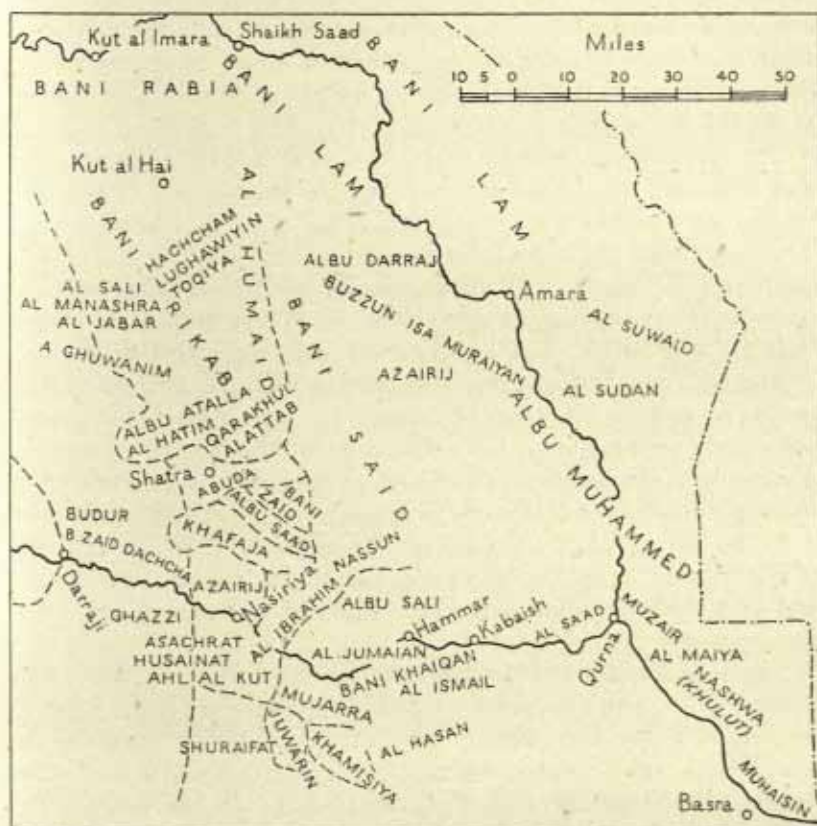 Kut al Imara
Shaikh Saad
Miles
10 5 0 10 20 30 40 50
BANI RABIA
BANI LAM
BANI LAM
Kut al Hai
BANI RIKAB
AL HUMAID
HACHCHAM
LUGHAWIYIN
TOQIYA
AL SALI
AL MANASHRA
AL JABAR
A GHUWANIM
BANI SAID
ALBU DARRAJ
BUZZUN ISA MURAIYAN
AZAIRIJ
Amara
AL SUWAID
AL SUDAN
ALBU MUHAMMED
ALBU ATALLA
AL HATIM
QARAKHUL
ALATTAB
Shatra
ABUDA
BANI
ZAID
ALBU SAAD
KHAFAJA
BUDUR
B. ZAID DACHCHA
Darraji
AZAIRIJ
Nasiriya
AL IBRAHIM
NASSUN
ALBU SALI
GHAZZI
ASACHRAT
HUSAINAT
AHL AL KUT
AL JUMAIAN
Hammar
Kabaish
AL SAAD
Qurna
MUZAIR
AL MAIYA
NASHWA
(KHULUT)
BANI KHAIQAN
AL ISMAIL
MUJARRA
JUWARIN
KHAMISIYA
AL HASAN
SHURAIFAT
MUHAISIN
Basra